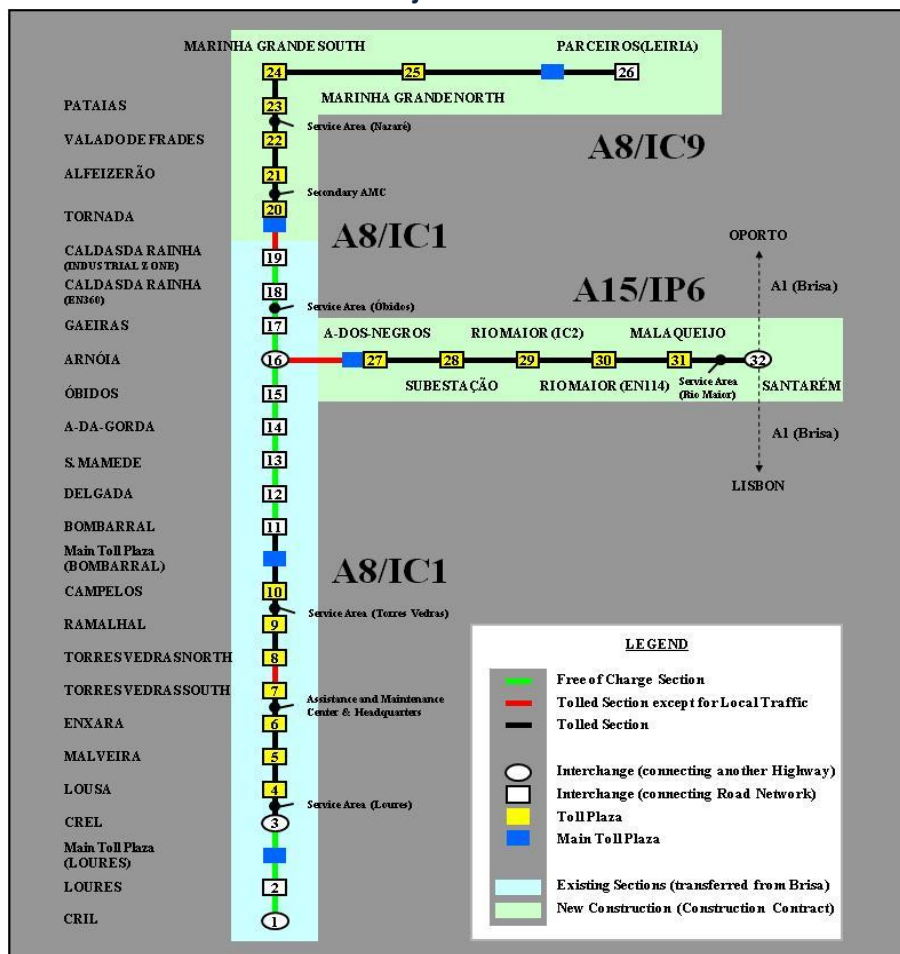 MARINHA GRANDE SOUTH
PARCEIROS (LEIRIA)
24
25
26
MARINHA GRANDE NORTH
PATAIAS
23
Service Area (Nazaré)
VALADO DE FRADES
22
A8/IC9
ALFEIZERÃO
21
Secondary AMC
TORNADA
20
A8/IC1
OPORTO
CALDAS DA RAINHA
(INDUSTRIAL ZONE)
19
CALDAS DA RAINHA
(EN360)
18
Service Area (Óbidos)
A15/IP6
A1 (Brisa)
GAEIRAS
17
A-DOS-NEGROS
RIO MAIOR (IC2)
MALAQUEIJO
ARNÓIA
16
27
28
29
30
31
32
SUBESTAÇÃO
RIO MAIOR (EN114)
Service Area
(Rio Maior)
SANTARÉM
ÓBIDOS
15
A-DA-GORDA
14
A1 (Brisa)
S. MAMEDE
13
DELGADA
12
LISBON
BOMBARRAL
11
Main Toll Plaza
(BOMBARRAL)
A8/IC1
CAMPELOS
10
Service Area (Torres Vedras)
RAMALHAL
9
TORRES VEDRAS NORTH
8
TORRES VEDRAS SOUTH
7
Assistance and Maintenance
Center & Headquarters
ENXARA
6
MALVEIRA
5
LOUSA
4
Service Area (Loures)
CREL
3
Main Toll Plaza
(LOURES)
LOURES
2
CRIL
1
LEGEND
Free of Charge Section
Tolled Section except for Local Traffic
Tolled Section
Interchange (connecting another Highway)
Interchange (connecting Road Network)
Toll Plaza
Main Toll Plaza
Existing Sections (transferred from Brisa)
New Construction (Construction Contract)